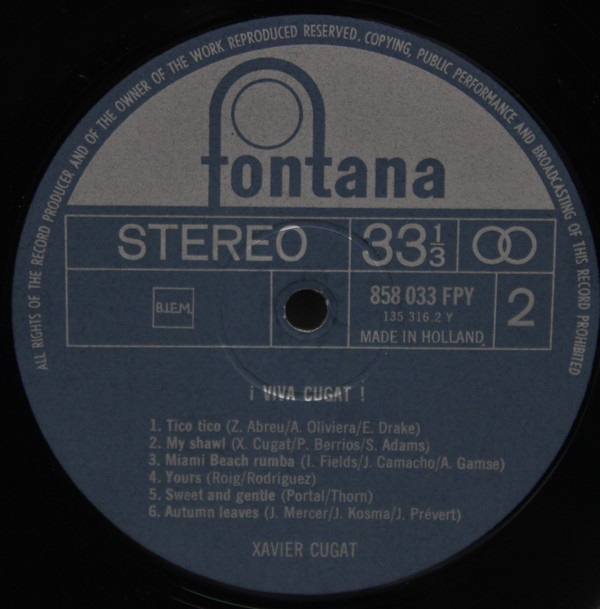 ALL RIGHTS OF THE RECORD PRODUCER AND OF THE OWNER OF THE WORK REPRODUCED RESERVED. COPYING, PUBLIC PERFORMANCE AND BROADCASTING OF THIS RECORD PROHIBITED
fontana
STEREO 33 1/3
B.I.E.M.
858 033 FPY
135 316.2 Y
MADE IN HOLLAND
2
¡ VIVA CUGAT !
1. Tico tico (Z. Abreu/A. Oliviera/E. Drake)
2. My shawl (X. Cugat/P. Berrios/S. Adams)
3. Miami Beach rumba (I. Fields/J. Camacho/A. Gamse)
4. Yours (Roig/Rodriguez)
5. Sweet and gentle (Portal/Thorn)
6. Autumn leaves (J. Mercer/J. Kosma/J. Prévert)
XAVIER CUGAT